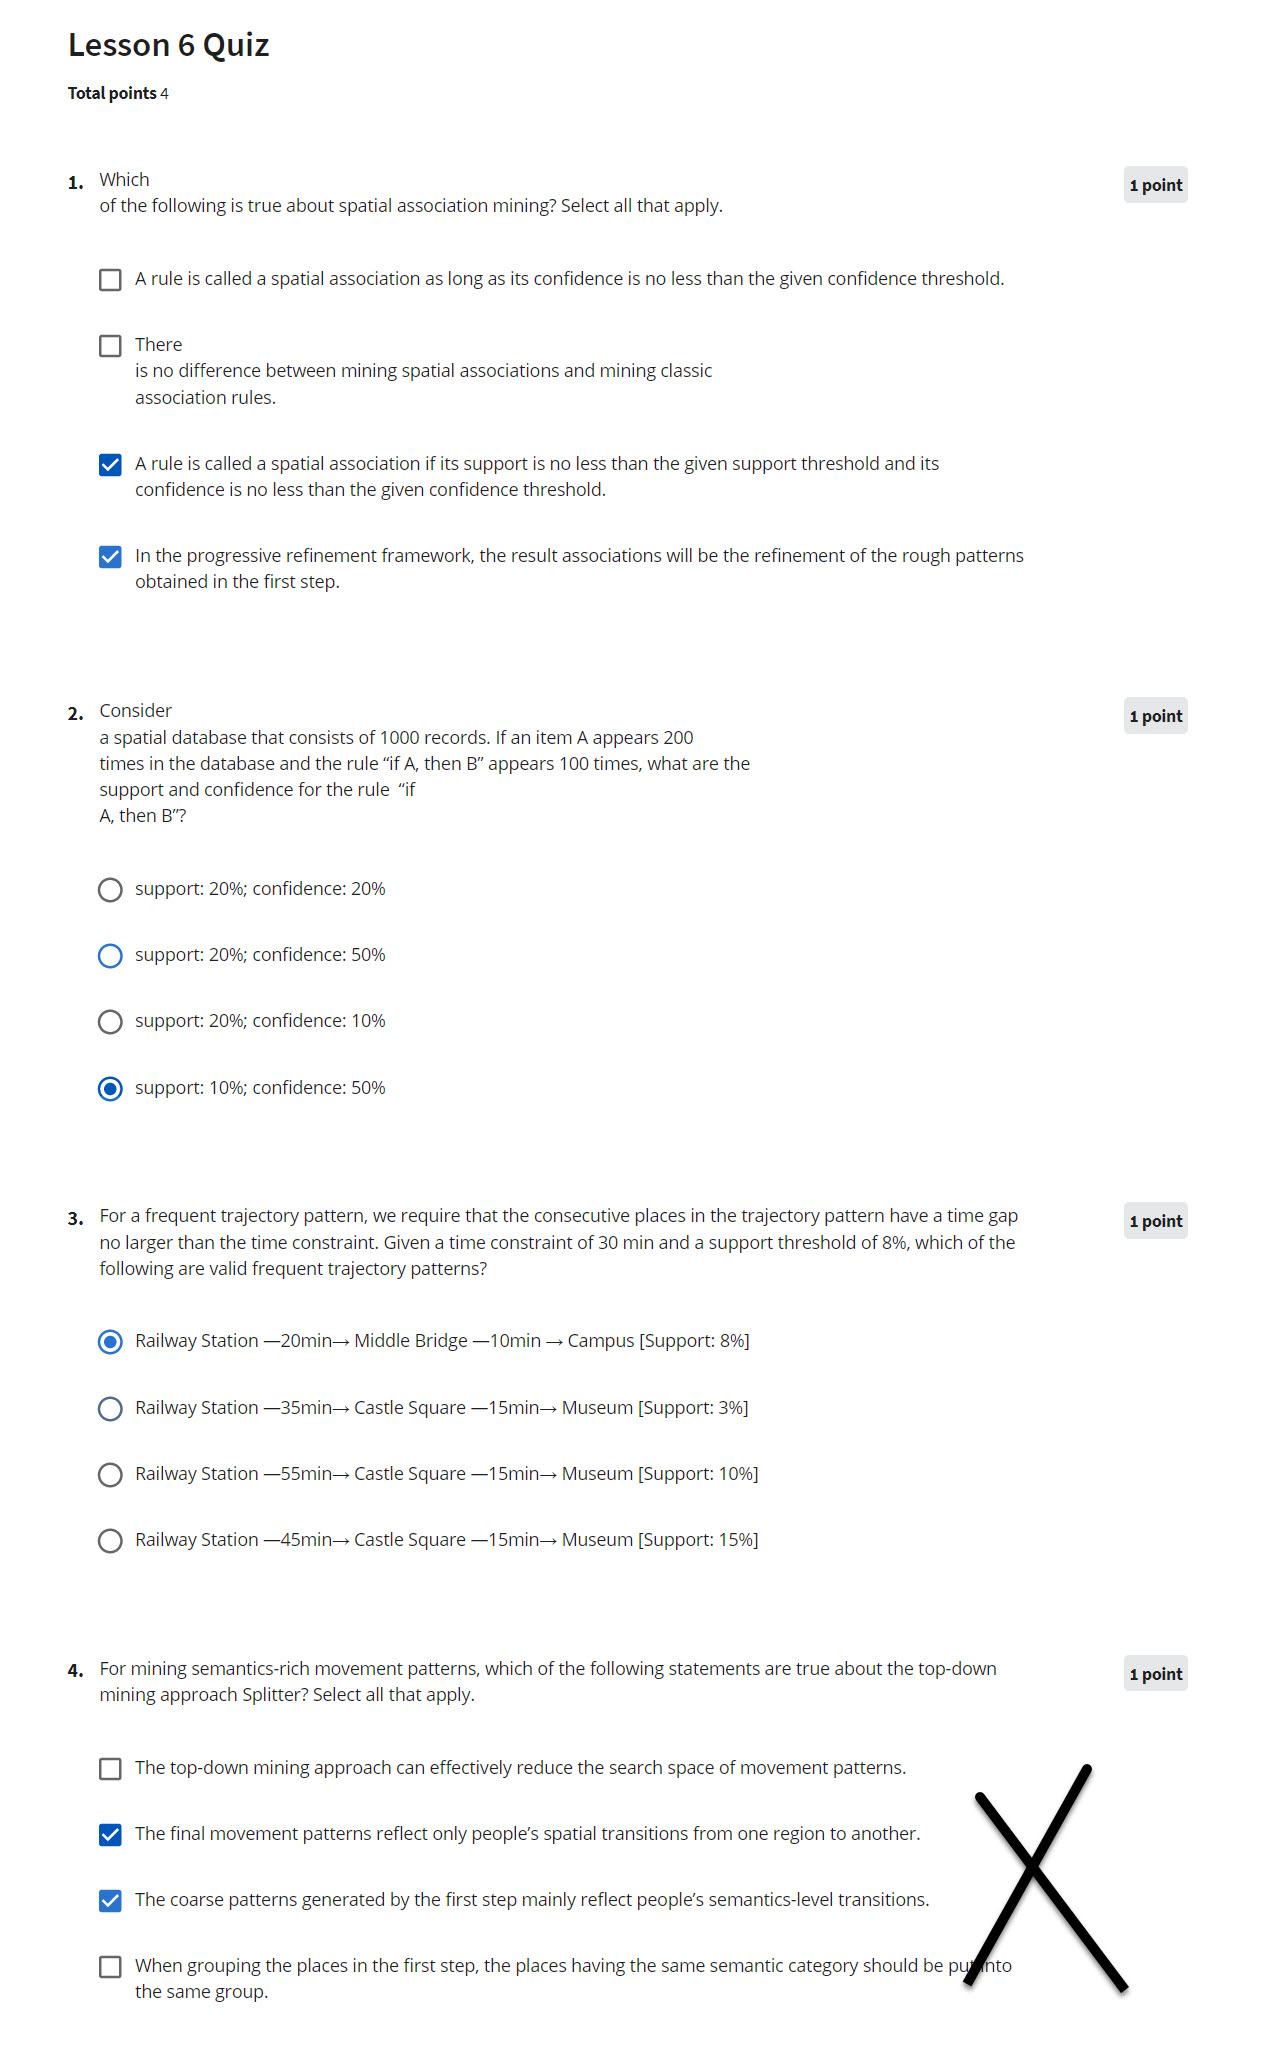 Lesson 6 Quiz
Total points 4
1. Which
1 point
of the following is true about spatial association mining? Select all that apply.
A rule is called a spatial association as long as its confidence is no less than the given confidence threshold.
There
is no difference between mining spatial associations and mining classic
association rules.
A rule is called a spatial association if its support is no less than the given support threshold and its
confidence is no less than the given confidence threshold.
In the progressive refinement framework, the result associations will be the refinement of the rough patterns
obtained in the first step.
2. Consider
1 point
a spatial database that consists of 1000 records. If an item A appears 200
times in the database and the rule “if A, then B” appears 100 times, what are the
support and confidence for the rule “if
A, then B”?
support: 20%; confidence: 20%
support: 20%; confidence: 50%
support: 20%; confidence: 10%
support: 10%; confidence: 50%
3. For a frequent trajectory pattern, we require that the consecutive places in the trajectory pattern have a time gap
1 point
no larger than the time constraint. Given a time constraint of 30 min and a support threshold of 8%, which of the
following are valid frequent trajectory patterns?
Railway Station —20min→ Middle Bridge —10min → Campus [Support: 8%]
Railway Station —35min→ Castle Square —15min→ Museum [Support: 3%]
Railway Station —55min→ Castle Square —15min→ Museum [Support: 10%]
Railway Station —45min→ Castle Square —15min→ Museum [Support: 15%]
4. For mining semantics-rich movement patterns, which of the following statements are true about the top-down
1 point
mining approach Splitter? Select all that apply.
The top-down mining approach can effectively reduce the search space of movement patterns.
The final movement patterns reflect only people’s spatial transitions from one region to another.
The coarse patterns generated by the first step mainly reflect people’s semantics-level transitions.
When grouping the places in the first step, the places having the same semantic category should be put into
the same group.